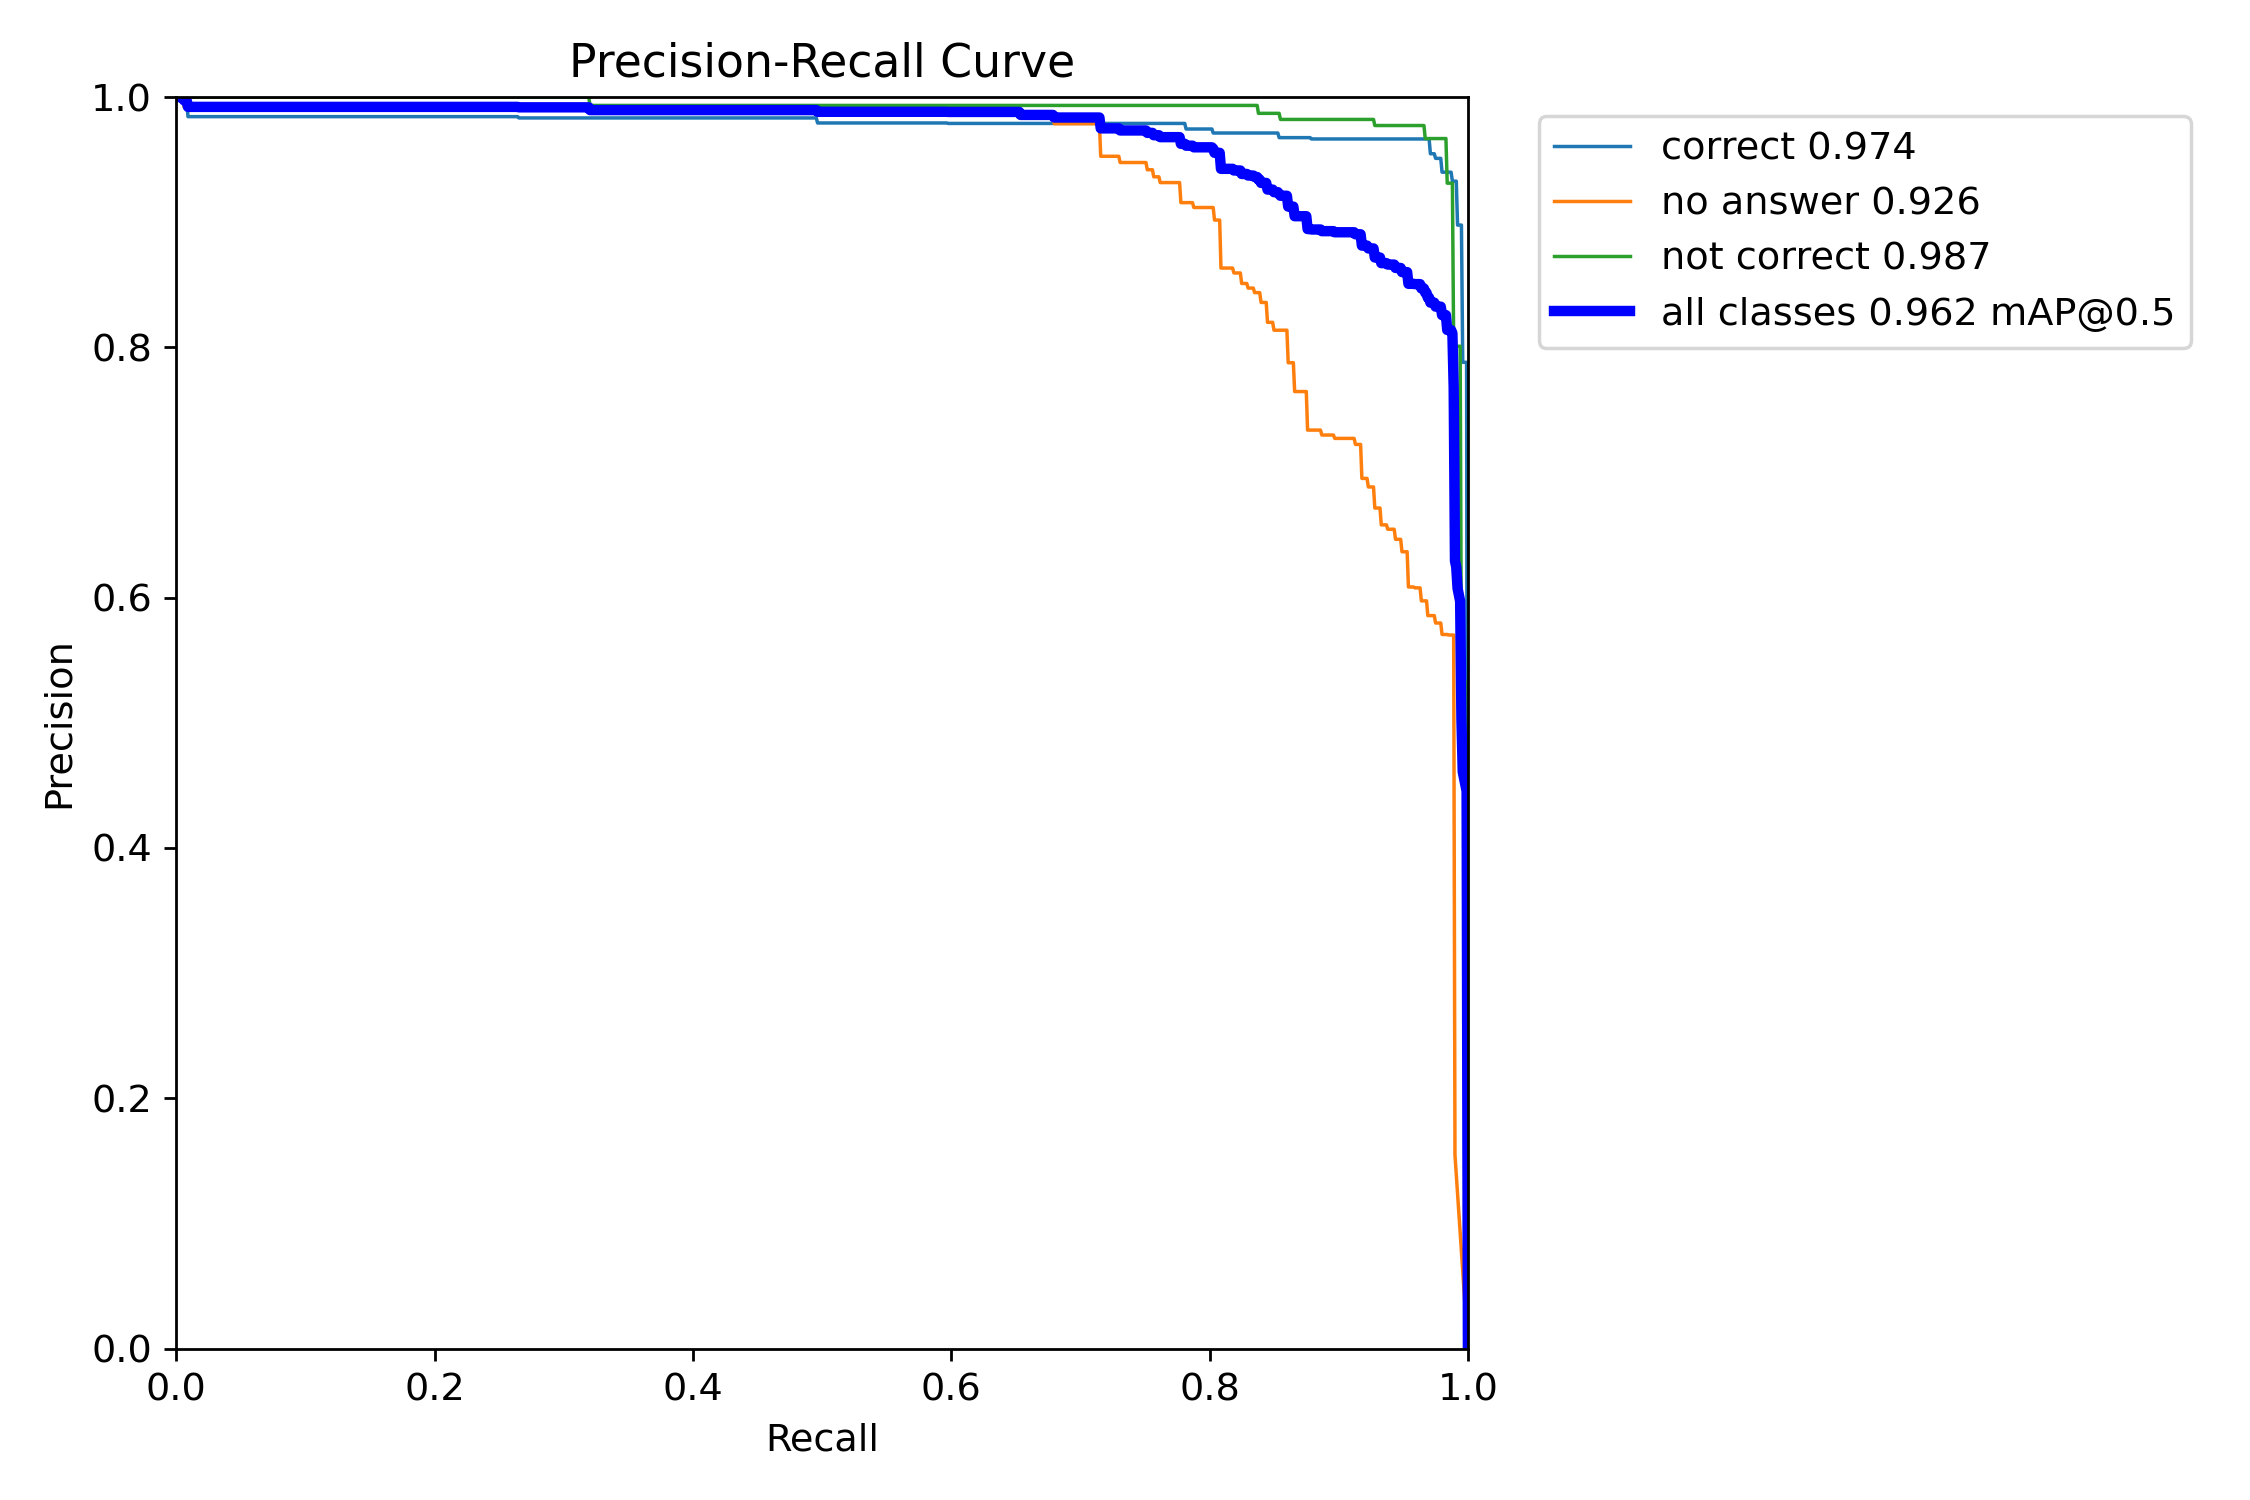 Precision-Recall Curve
1.0
0.8
0.6
0.4
0.2
0.0
Precision
0.0 0.2 0.4 0.6 0.8 1.0
Recall
correct 0.974
no answer 0.926
not correct 0.987
all classes 0.962 mAP@0.5